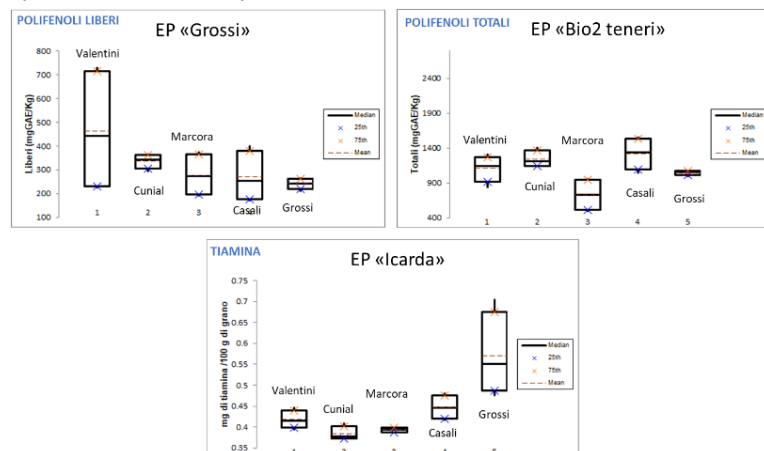 POLIFENOLI LIBERI
EP «Grossi»
Valentini
Marcora
Cunial
Casali
Grossi
Liberi (mgGAE/Kg)
800
700
600
500
400
300
200
100
1
2
3
5
Median
25th
75th
Mean
POLIFENOLI TOTALI
EP «Bio2 teneri»
Valentini
Marcora
Cunial
Casali
Grossi
Totali (mgGAE/Kg)
2400
1900
1400
900
400
1
2
3
4
5
Median
25th
75th
Mean
TIAMINA
EP «Icarda»
Valentini
Cunial
Marcora
Casali
Grossi
mg di tiamina /100 g di grano
0.75
0.7
0.65
0.6
0.55
0.5
0.45
0.4
0.35
Median
25th
75th
Mean